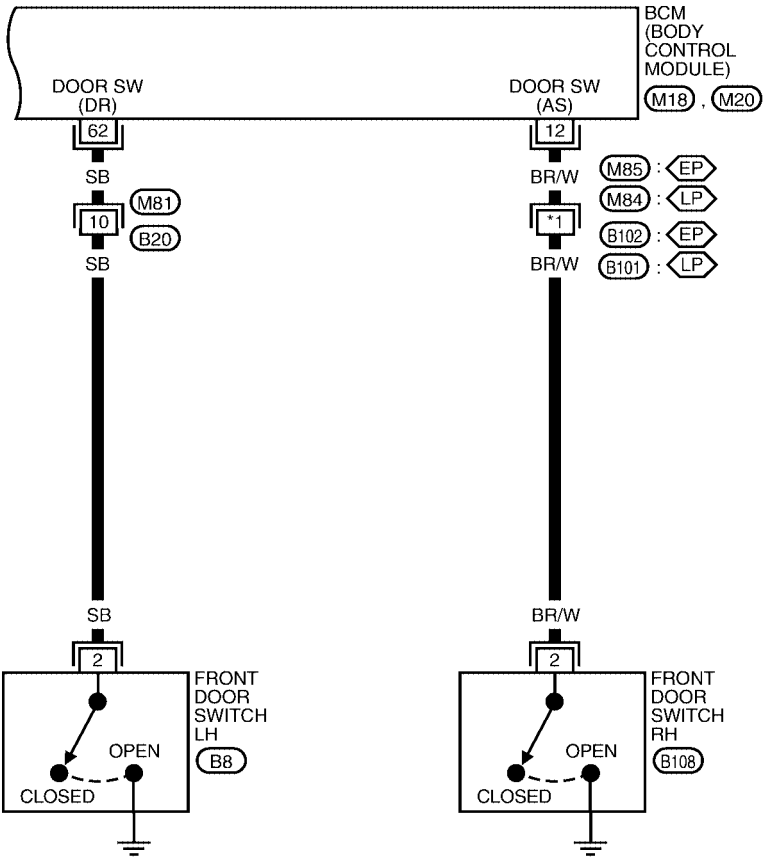 BCM
(BODY
CONTROL
MODULE)
M18 , M20
DOOR SW
(DR)
DOOR SW
(AS)
62
12
SB
BR/W
M85 : EP
M84 : LP
M81
10
B20
*1
B102 : EP
B101 : LP
SB
BR/W
SB
BR/W
2
2
FRONT
DOOR
SWITCH
LH
B8
OPEN
CLOSED
FRONT
DOOR
SWITCH
RH
B108
OPEN
CLOSED